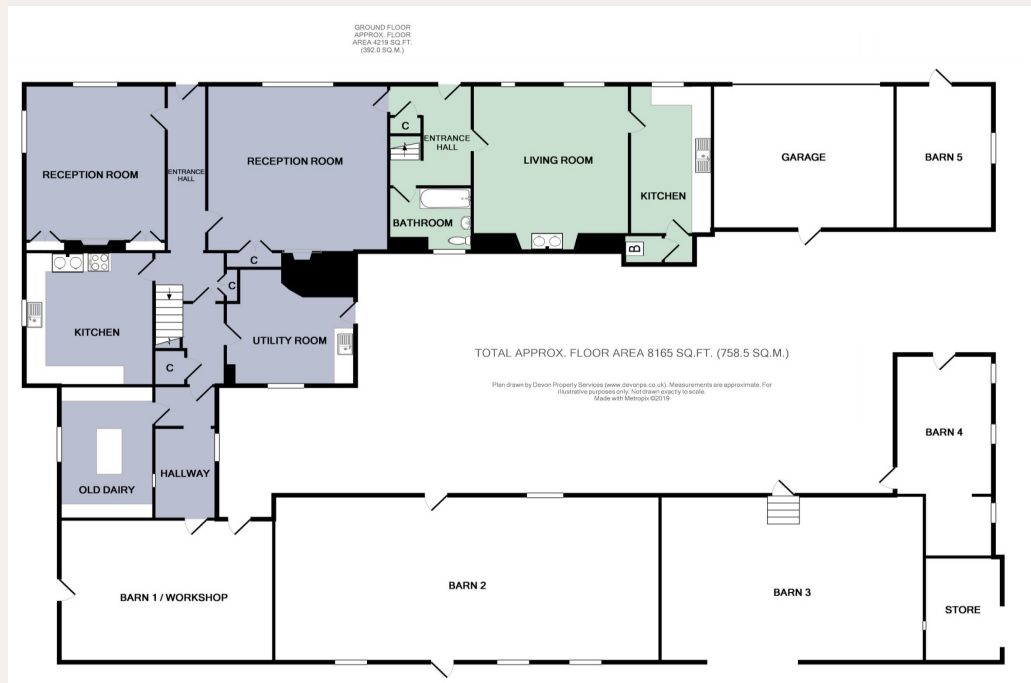 GROUND FLOOR
APPROX. FLOOR
AREA 4219 SQ.FT.
(392.0 SQ.M.)
RECEPTION ROOM
ENTRANCE
HALL
RECEPTION ROOM
C
ENTRANCE
HALL
BATHROOM
LIVING ROOM
KITCHEN
B
GARAGE
BARN 5
C
C
KITCHEN
UTILITY ROOM
C
TOTAL APPROX. FLOOR AREA 8165 SQ.FT. (758.5 SQ.M.)
Plan drawn by Devon Property Services (www.devonps.co.uk). Measurements are approximate. For
illustrative purposes only. Not drawn exactly to scale.
Made with Metropix ©2019
OLD DAIRY
HALLWAY
BARN 4
BARN 1 / WORKSHOP
BARN 2
BARN 3
STORE